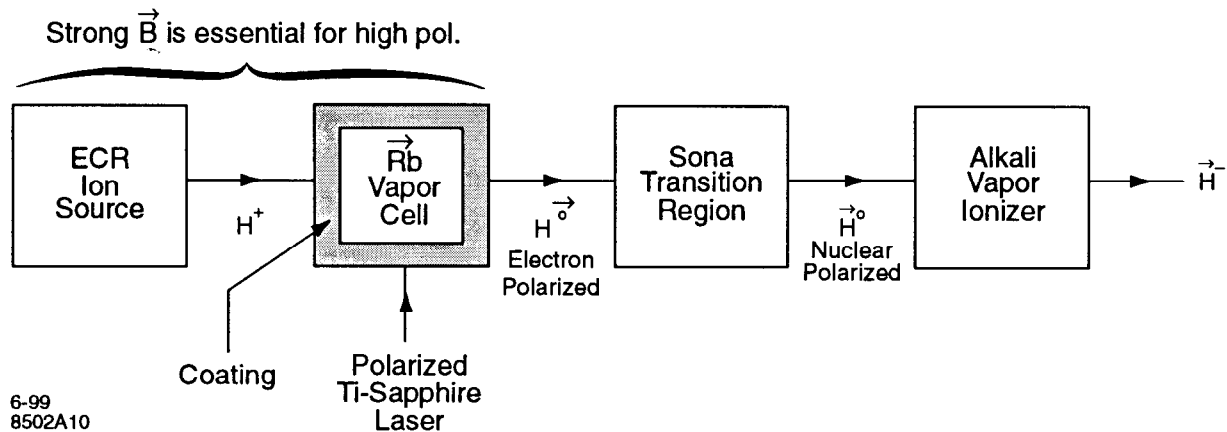 Strong B⃗ is essential for high pol.
ECR
Ion
Source
H⁺
R⃗b
Vapor
Cell
H⃗°
Electron
Polarized
Sona
Transition
Region
H⃗°
Nuclear
Polarized
Alkali
Vapor
Ionizer
H⃗⁻
Coating
Polarized
Ti-Sapphire
Laser
6-99
8502A10